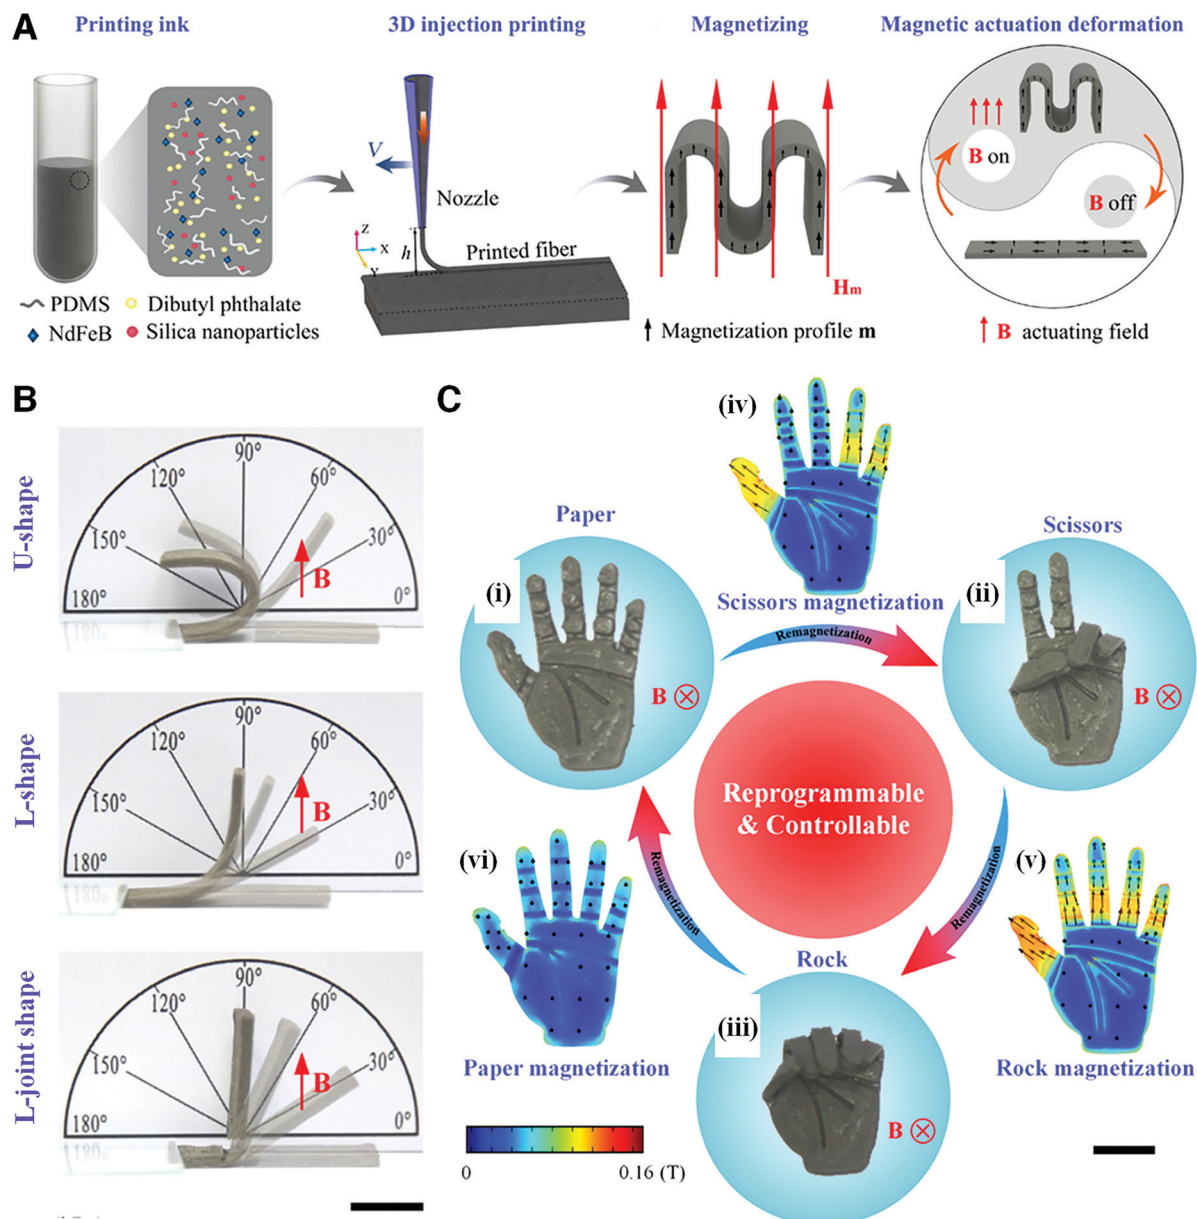 A
Printing ink
3D injection printing
Magnetizing
Magnetic actuation deformation
V
Nozzle
Z
X
Y
h
Printed fiber
B on
B off
Hm
PDMS
Dibutyl phthalate
NdFeB
Silica nanoparticles
Magnetization profile m
B actuating field
B
U-shape
180°
150°
120°
90°
60°
30°
0°
B
L-shape
180°
150°
120°
90°
60°
30°
0°
B
L-joint shape
180°
150°
120°
90°
60°
30°
0°
B
C
(iv)
Paper
Scissors
(i)
(ii)
Scissors magnetization
Remagnetization
B
B
Reprogrammable
& Controllable
(vi)
(v)
Remagnetization
Remagnetization
Rock
(iii)
Paper magnetization
Rock magnetization
B
0
0.16 (T)